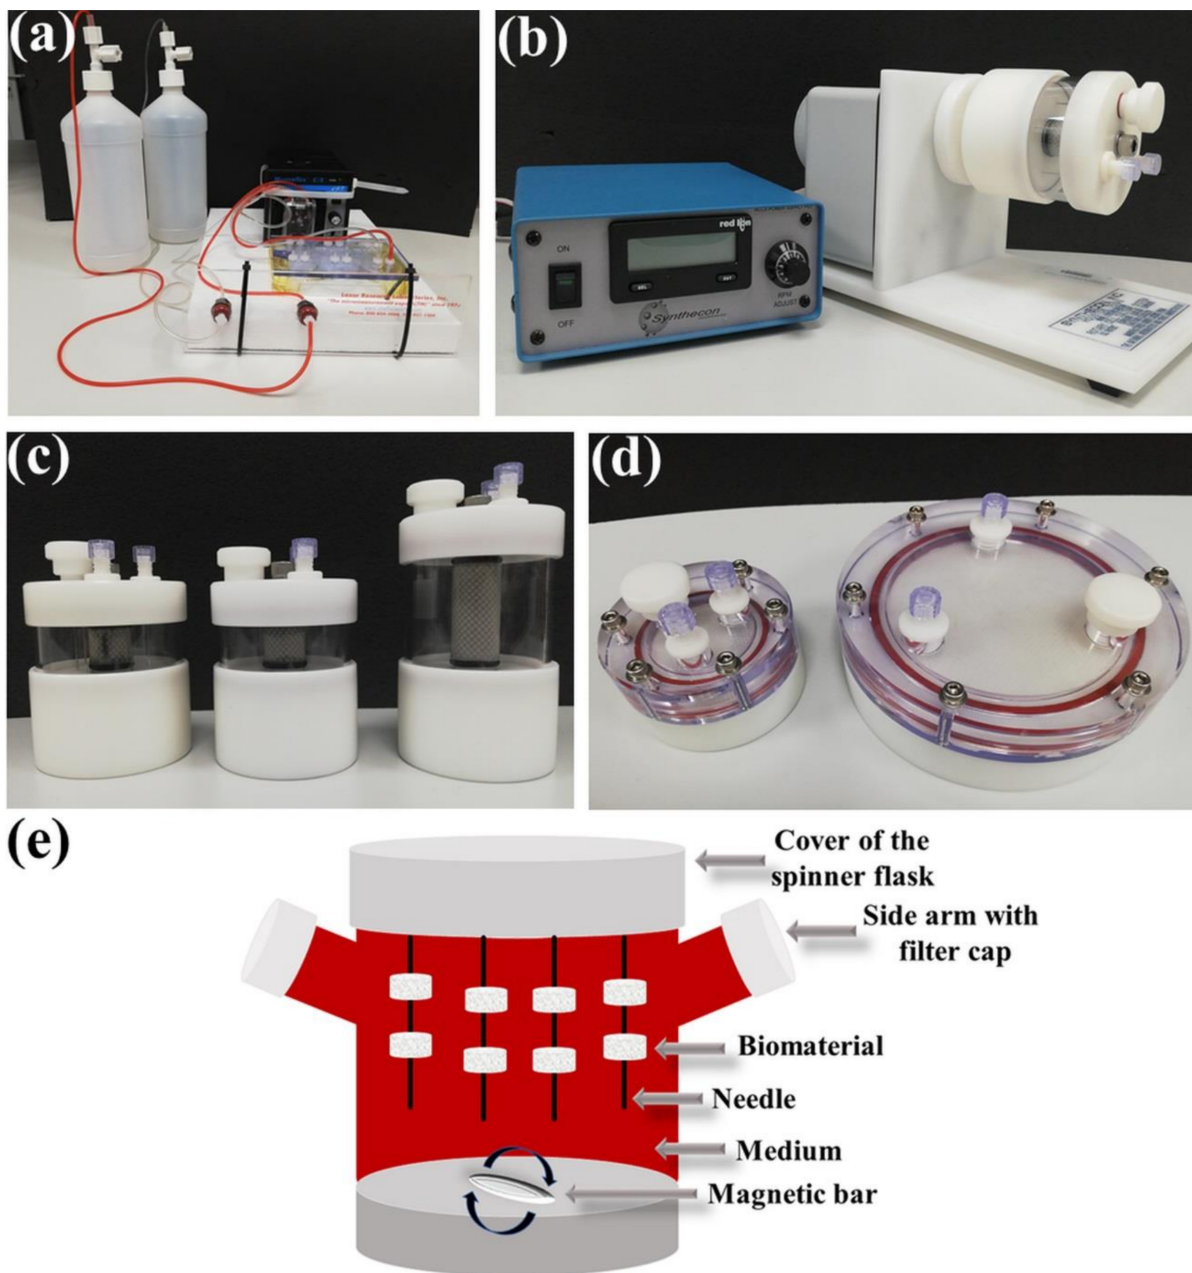 (a)
(b)
ON
OFF
red lion
SEL
RPM
ADJUST
Synthecon
(c)
(d)
(e)
Cover of the
spinner flask
Side arm with
filter cap
Biomaterial
Needle
Medium
Magnetic bar